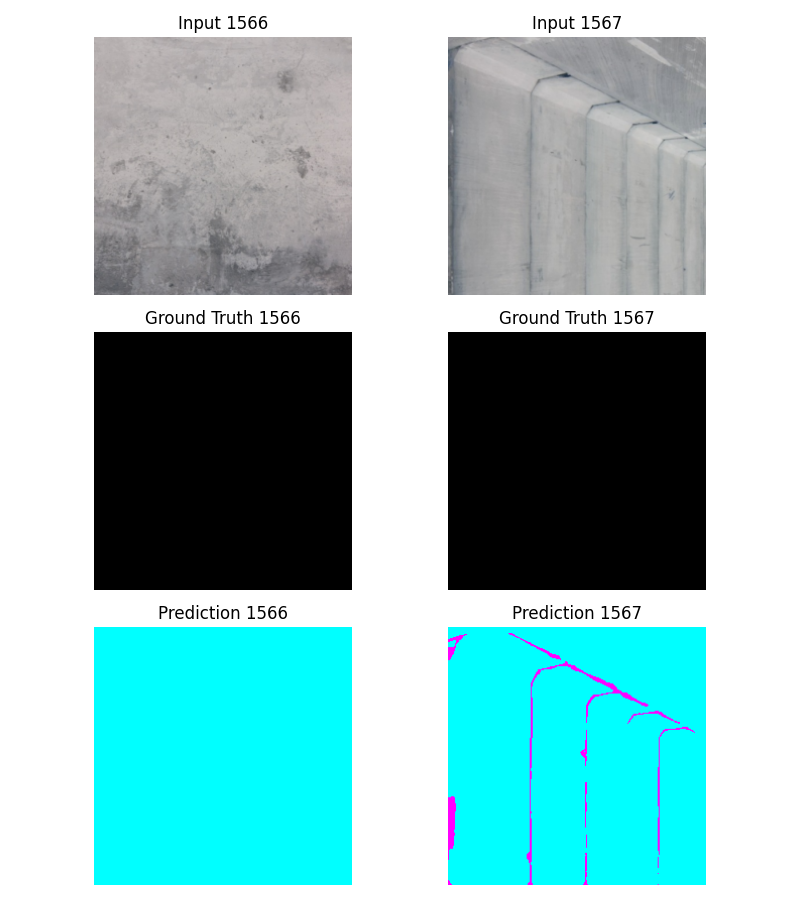 Input 1566
Input 1567
Ground Truth 1566
Ground Truth 1567
Prediction 1566
Prediction 1567